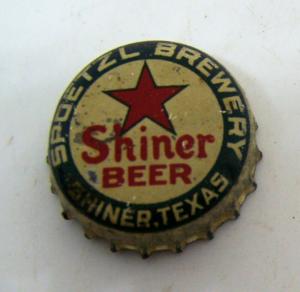 SPOETZL BREWERY
Shiner
BEER
SHINER, TEXAS